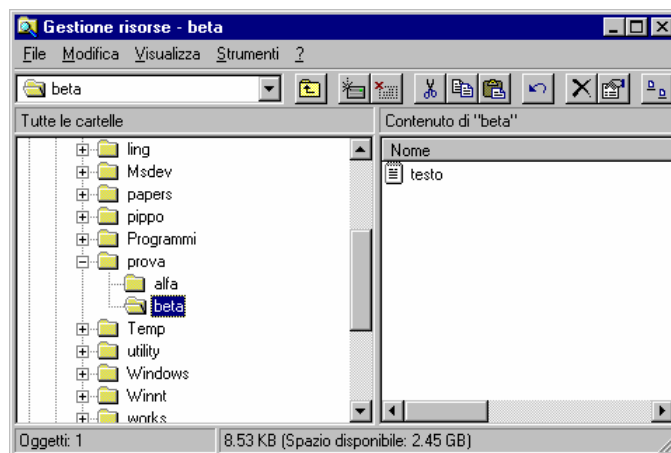 Gestione risorse - beta
File Modifica Visualizza Strumenti ?
beta
Tutte le cartelle
Contenuto di "beta"
ling
Msdev
papers
pippo
Programmi
prova
alfa
beta
Temp
utility
Windows
Winnt
works
Nome
testo
Oggetti: 1
8.53 KB (Spazio disponibile: 2.45 GB)